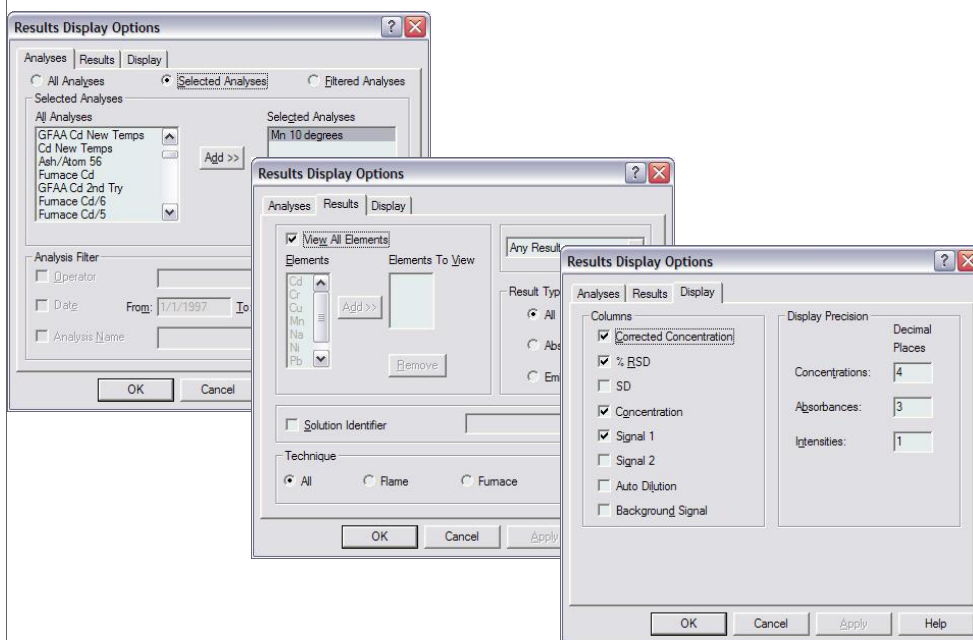 Results Display Options
Analyses Results Display
All Analyses Selected Analyses Filtered Analyses
Selected Analyses
All Analyses Selected Analyses
GFAA Cd New Temps
Cd New Temps
Ash/Atom 56
Furnace Cd
GFAA Cd 2nd Try
Furnace Cd/6
Furnace Cd/5
Add >>
Mn 10 degrees
Analysis Filter
Operator
Date From: 1/1/1997 To:
Analysis Name
OK Cancel
Results Display Options
Analyses Results Display
View All Elements
Elements Elements To View
Cd
Cr
Cu
Mn
Na
Ni
Pb
Add >>
Remove
Any Result
Result Typ
All
Abs
Em
Solution Identifier
Technique
All Flame Furnace
OK Cancel Apply
Results Display Options
Analyses Results Display
Columns
Corrected Concentration
% RSD
SD
Concentration
Signal 1
Signal 2
Auto Dilution
Background Signal
Display Precision
Decimal
Places
Concentrations: 4
Absorbances: 3
Intensities: 1
OK Cancel Apply Help